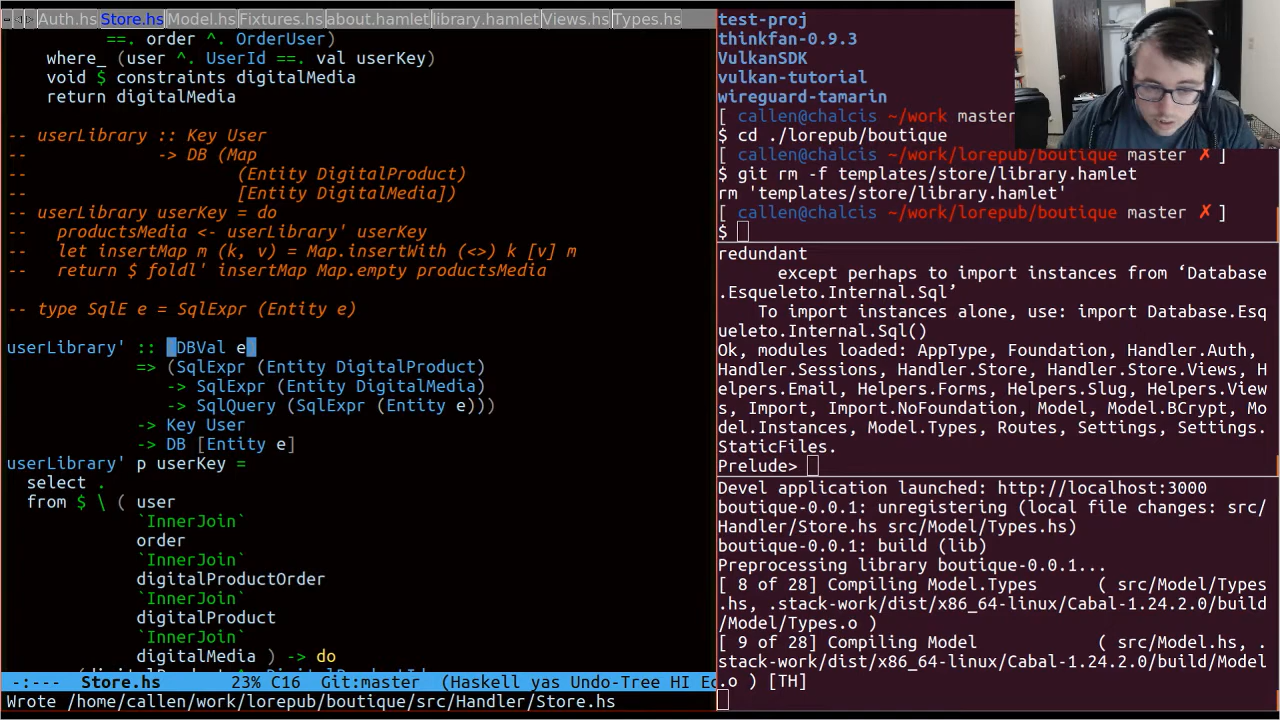 Auth.hs Store.hs Model.hs Fixtures.hs about.hamlet library.hamlet Views.hs Types.hs
==. order ^. OrderUser)
where_ (user ^. UserId ==. val userKey)
void $ constraints digitalMedia
return digitalMedia
-- userLibrary :: Key User
-- -> DB (Map
-- (Entity DigitalProduct)
-- [Entity DigitalMedia])
-- userLibrary userKey = do
-- productsMedia <- userLibrary' userKey
-- let insertMap m (k, v) = Map.insertWith (<>) k [v] m
-- return $ foldl' insertMap Map.empty productsMedia
-- type SqlE e = SqlExpr (Entity e)
userLibrary' :: DBVal e
=> (SqlExpr (Entity DigitalProduct)
-> SqlExpr (Entity DigitalMedia)
-> SqlQuery (SqlExpr (Entity e)))
-> Key User
-> DB [Entity e]
userLibrary' p userKey =
select .
from $ \ ( user
`InnerJoin`
order
`InnerJoin`
digitalProductOrder
`InnerJoin`
digitalProduct
`InnerJoin`
digitalMedia ) -> do
-:--- Store.hs 23% C16 Git:master (Haskell yas Undo-Tree HI Ed
Wrote /home/callen/work/lorepub/boutique/src/Handler/Store.hs
test-proj
thinkfan-0.9.3
VulkanSDK
vulkan-tutorial
wireguard-tamarin
[ callen@chalcis ~/work master
$ cd ./lorepub/boutique
[ callen@chalcis ~/work/lorepub/boutique master ✗ ]
$ git rm -f templates/store/library.hamlet
rm 'templates/store/library.hamlet'
[ callen@chalcis ~/work/lorepub/boutique master ✗ ]
$
redundant
except perhaps to import instances from ‘Database
.Esqueleto.Internal.Sql’
To import instances alone, use: import Database.Esq
ueleto.Internal.Sql()
Ok, modules loaded: AppType, Foundation, Handler.Auth,
Handler.Sessions, Handler.Store, Handler.Store.Views, H
elpers.Email, Helpers.Forms, Helpers.Slug, Helpers.View
s, Import, Import.NoFoundation, Model, Model.BCrypt, Mo
del.Instances, Model.Types, Routes, Settings, Settings.
StaticFiles.
Prelude>
Devel application launched: http://localhost:3000
boutique-0.0.1: unregistering (local file changes: src/
Handler/Store.hs src/Model/Types.hs)
boutique-0.0.1: build (lib)
Preprocessing library boutique-0.0.1...
[ 8 of 28] Compiling Model.Types ( src/Model/Types
.hs, .stack-work/dist/x86_64-linux/Cabal-1.24.2.0/build
/Model/Types.o )
[ 9 of 28] Compiling Model ( src/Model.hs, .
stack-work/dist/x86_64-linux/Cabal-1.24.2.0/build/Model
.o ) [TH]